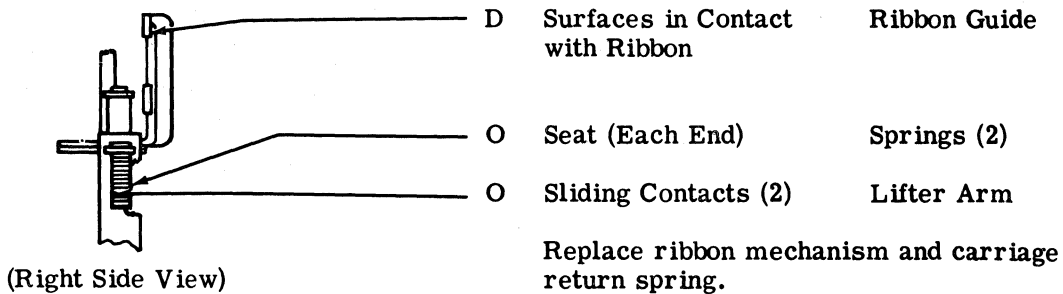 D Surfaces in Contact Ribbon Guide
with Ribbon
O Seat (Each End) Springs (2)
O Sliding Contacts (2) Lifter Arm
Replace ribbon mechanism and carriage
(Right Side View) return spring.